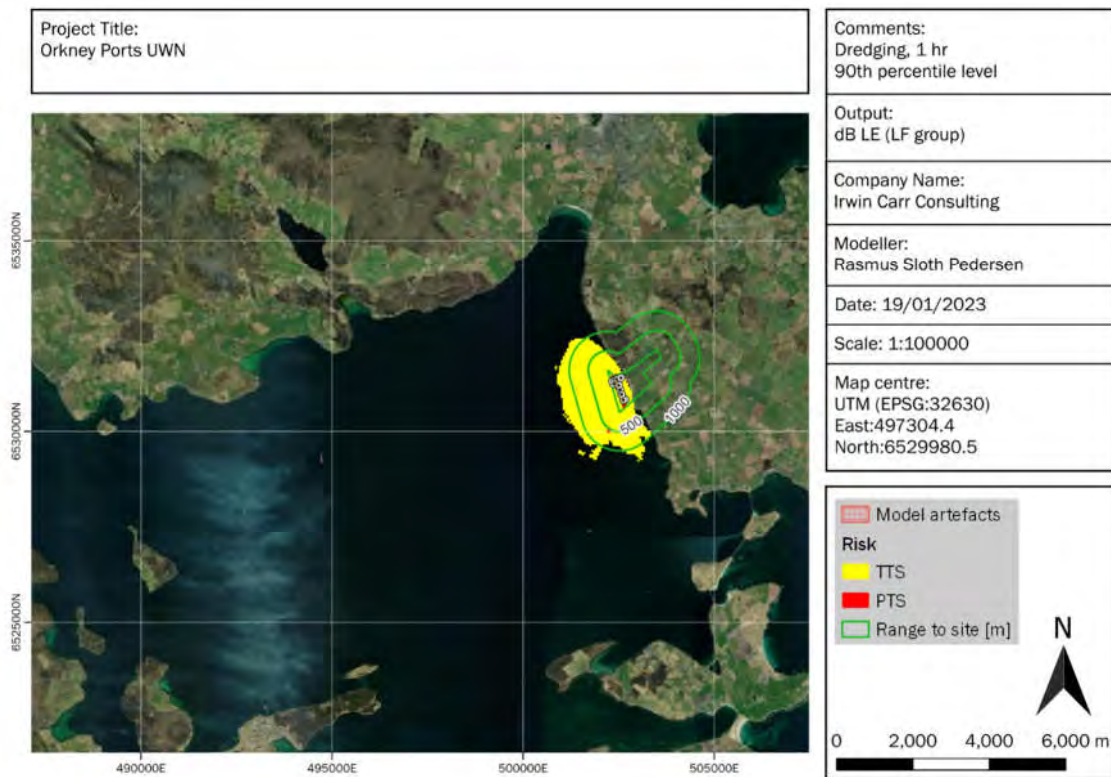 Project Title:
Orkney Ports UWN
Comments:
Dredging, 1 hr
90th percentile level
Output:
dB LE (LF group)
Company Name:
Irwin Carr Consulting
Modeller:
Rasmus Sloth Pedersen
Date: 19/01/2023
Scale: 1:100000
Map centre:
UTM (EPSG:32630)
East:497304.4
North:6529980.5
6535000N
6530000N
6525000N
500
1000
490000E
495000E
500000E
505000E
Model artefacts
Risk
TTS
PTS
Range to site [m]
N
0 2,000 4,000 6,000 m